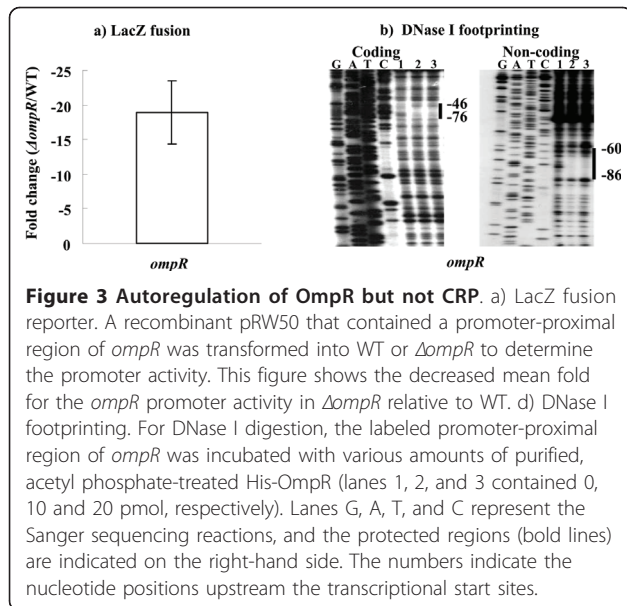 a) LacZ fusion
b) DNase I footprinting
Fold change (ΔompR/WT)
-25
-20
-15
-10
-5
0
ompR
Coding
G A T C 1 2 3
-46
-76
Non-coding
G A T C 1 2 3
-60
-86
ompR
Figure 3 Autoregulation of OmpR but not CRP. a) LacZ fusion
reporter. A recombinant pRW50 that contained a promoter-proximal
region of ompR was transformed into WT or ΔompR to determine
the promoter activity. This figure shows the decreased mean fold
for the ompR promoter activity in ΔompR relative to WT. d) DNase I
footprinting. For DNase I digestion, the labeled promoter-proximal
region of ompR was incubated with various amounts of purified,
acetyl phosphate-treated His-OmpR (lanes 1, 2, and 3 contained 0,
10 and 20 pmol, respectively). Lanes G, A, T, and C represent the
Sanger sequencing reactions, and the protected regions (bold lines)
are indicated on the right-hand side. The numbers indicate the
nucleotide positions upstream the transcriptional start sites.